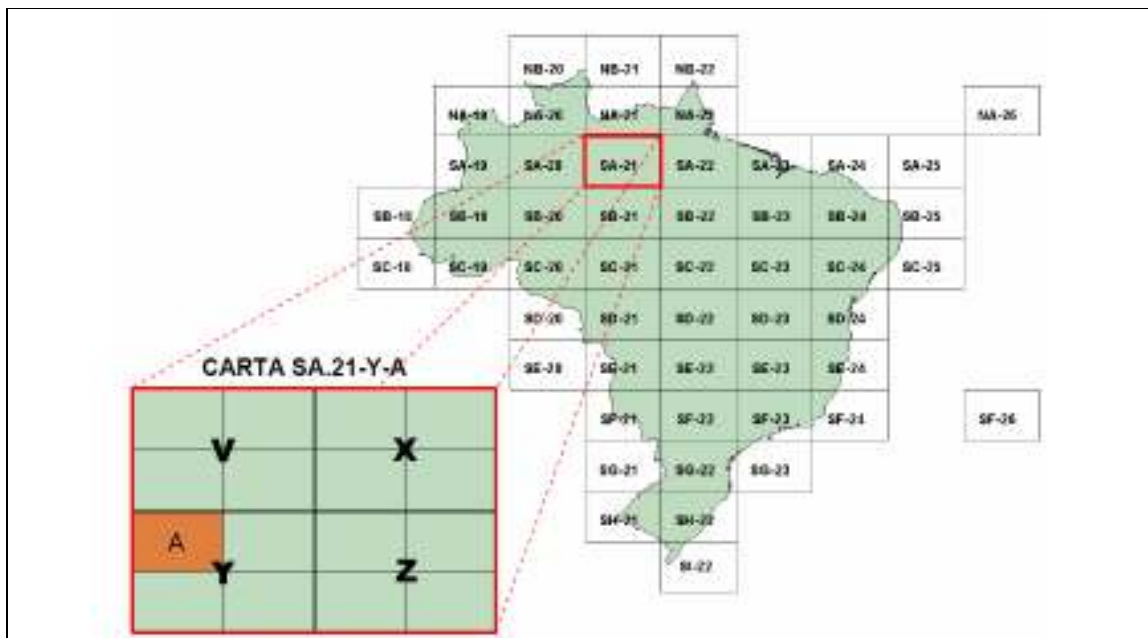 NB-20 NB-21 NB-22
NA-19 NA-20 NA-21 NA-22 NA-26
SA-19 SA-20 SA-21 SA-22 SA-23 SA-24 SA-25
SB-18 SB-19 SB-20 SB-21 SB-22 SB-23 SB-24 SB-25
SC-18 SC-19 SC-20 SC-21 SC-22 SC-23 SC-24 SC-25
SD-20 SD-21 SD-22 SD-23 SD-24
CARTA SA.21-Y-A
SE-20 SE-21 SE-22 SE-23 SE-24
SF-21 SF-22 SF-23 SF-24 SF-26
V X
SG-21 SG-22 SG-23
SH-21 SH-22
A
Y Z
SI-22